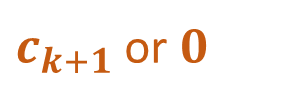 c_{k+1} or 0